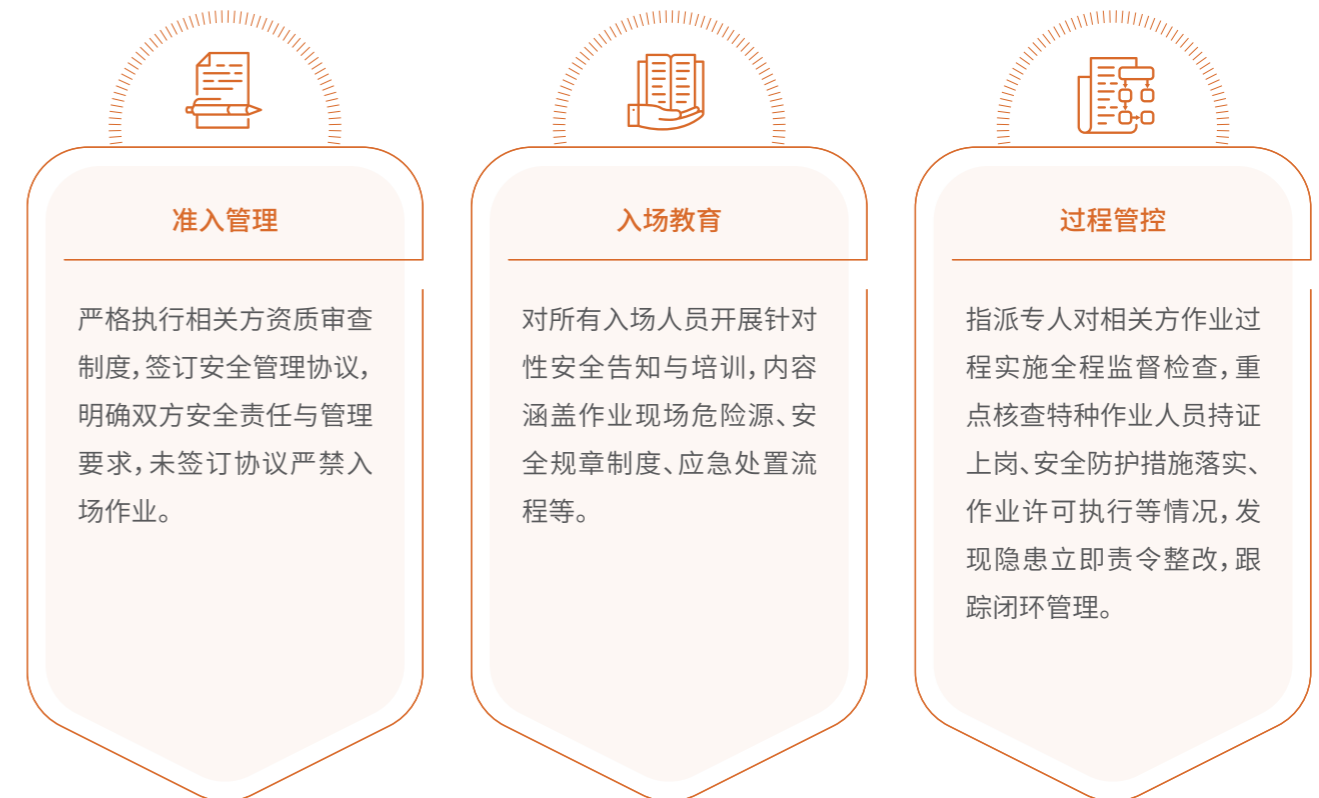 准入管理
严格执行相关方资质审查
制度,签订安全管理协议,
明确双方安全责任与管理
要求,未签订协议严禁入
场作业。
入场教育
对所有入场人员开展针对
性安全告知与培训,内容
涵盖作业现场危险源、安
全规章制度、应急处置流
程等。
过程管控
指派专人对相关方作业过
程实施全程监督检查,重
点核查特种作业人员持证
上岗、安全防护措施落实、
作业许可执行等情况,发
现隐患立即责令整改,跟
踪闭环管理。